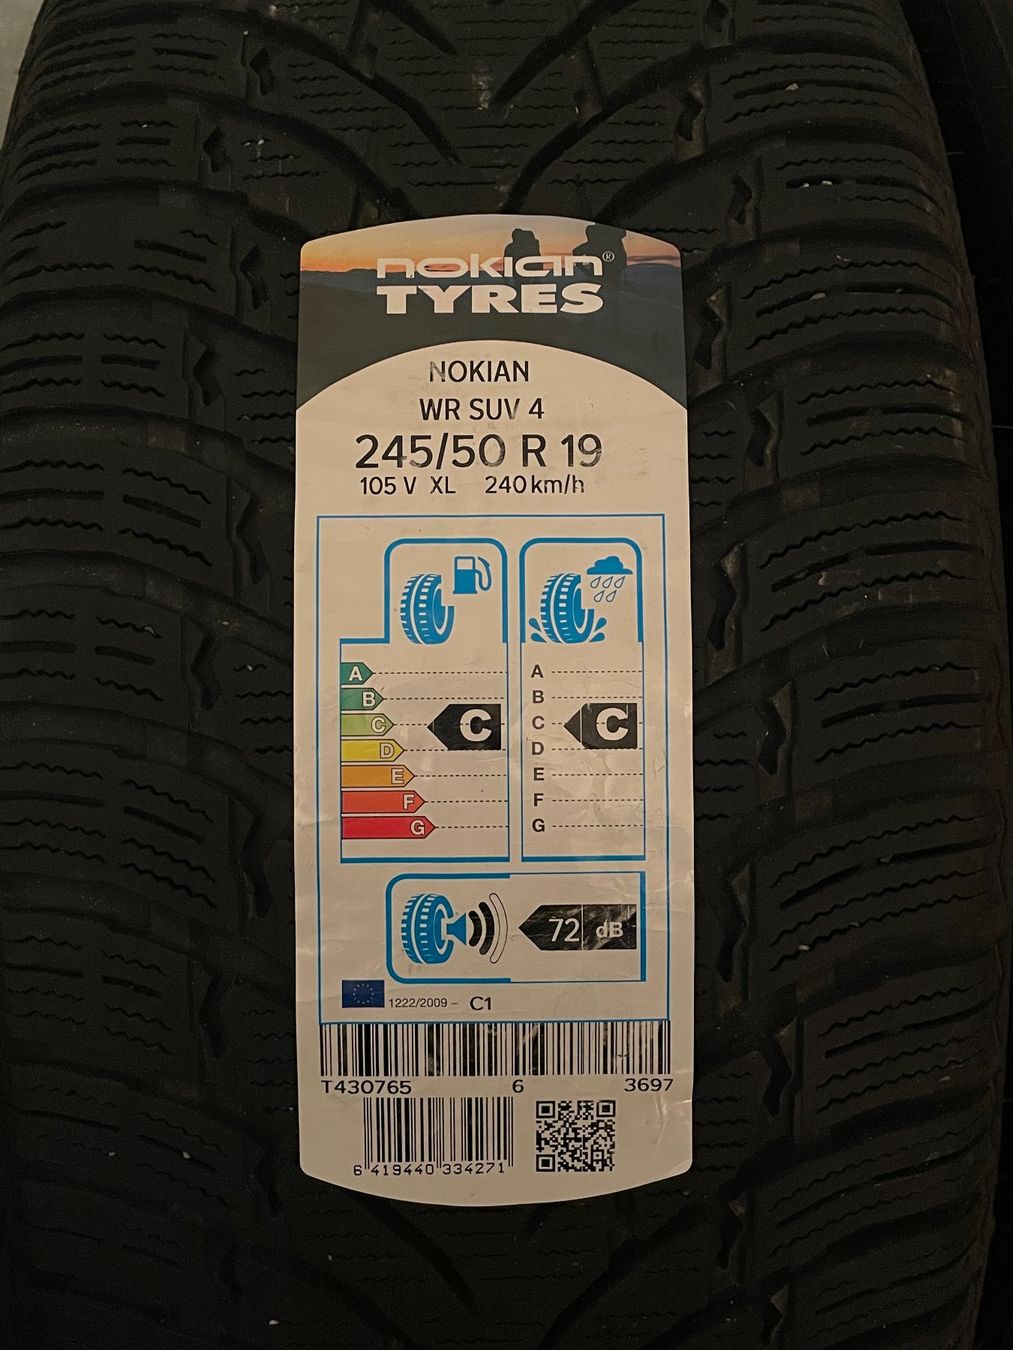 nokian®
TYRES
NOKIAN
WR SUV 4
245/50 R 19
105 V XL 240 km/h
A A
B B
C C C C
D D
E E
F F
G G
72 dB
1222/2009 - C1
T430765 6 3697
6 419440 334271